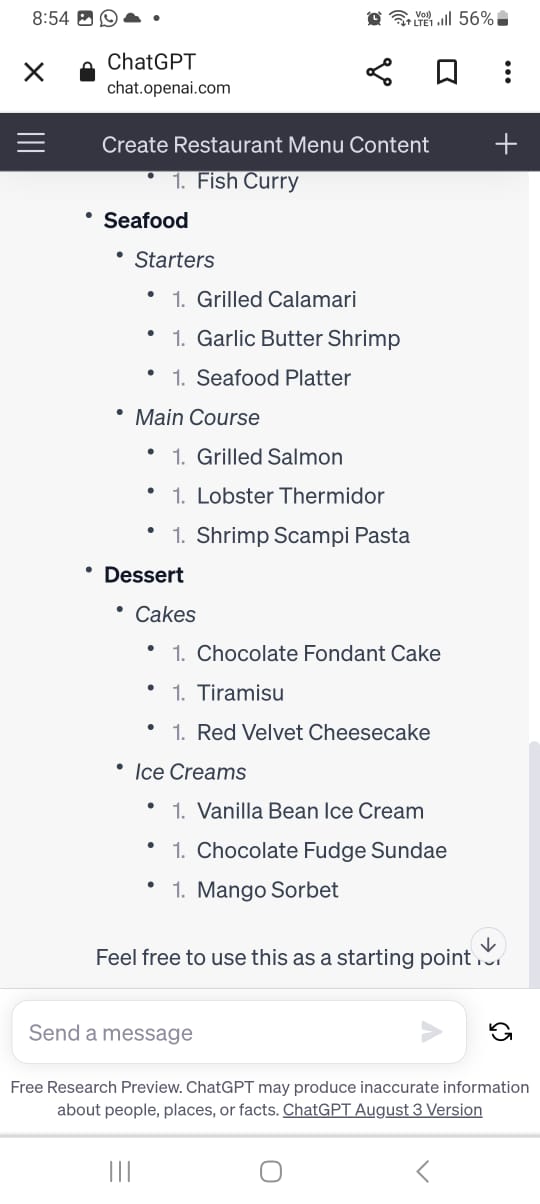 8:54 56%
ChatGPT
chat.openai.com
Create Restaurant Menu Content
1. Fish Curry
• Seafood
• Starters
• 1. Grilled Calamari
• 1. Garlic Butter Shrimp
• 1. Seafood Platter
• Main Course
• 1. Grilled Salmon
• 1. Lobster Thermidor
• 1. Shrimp Scampi Pasta
• Dessert
• Cakes
• 1. Chocolate Fondant Cake
• 1. Tiramisu
• 1. Red Velvet Cheesecake
• Ice Creams
• 1. Vanilla Bean Ice Cream
• 1. Chocolate Fudge Sundae
• 1. Mango Sorbet
Feel free to use this as a starting point
Send a message
Free Research Preview. ChatGPT may produce inaccurate information
about people, places, or facts. ChatGPT August 3 Version